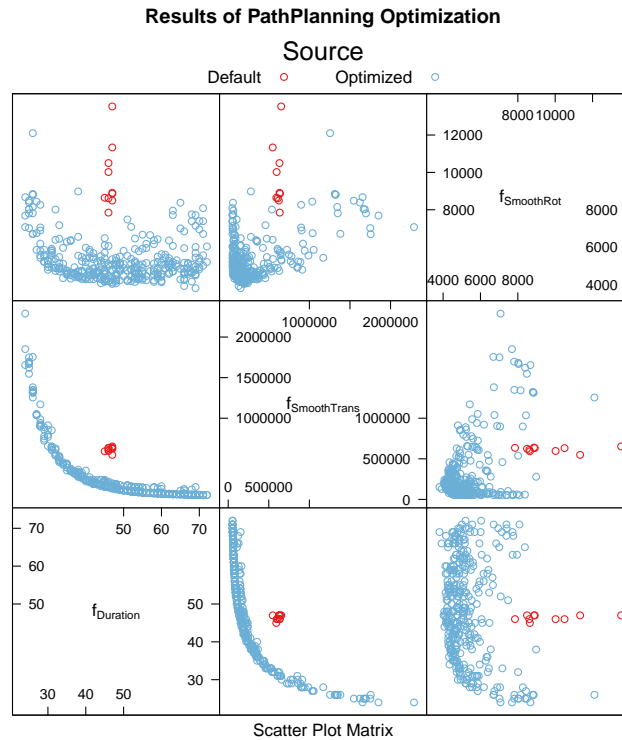 Results of PathPlanning Optimization
Source
Default Optimized
8000 10000
12000
10000
8000
f_SmoothRot
8000
6000
4000
4000 6000 8000
1000000 2000000
2000000
1500000
1000000
f_SmoothTrans
0 500000
1000000
500000
0
70
60
50
f_Duration
30 50
50 60 70
50
40
30
Scatter Plot Matrix